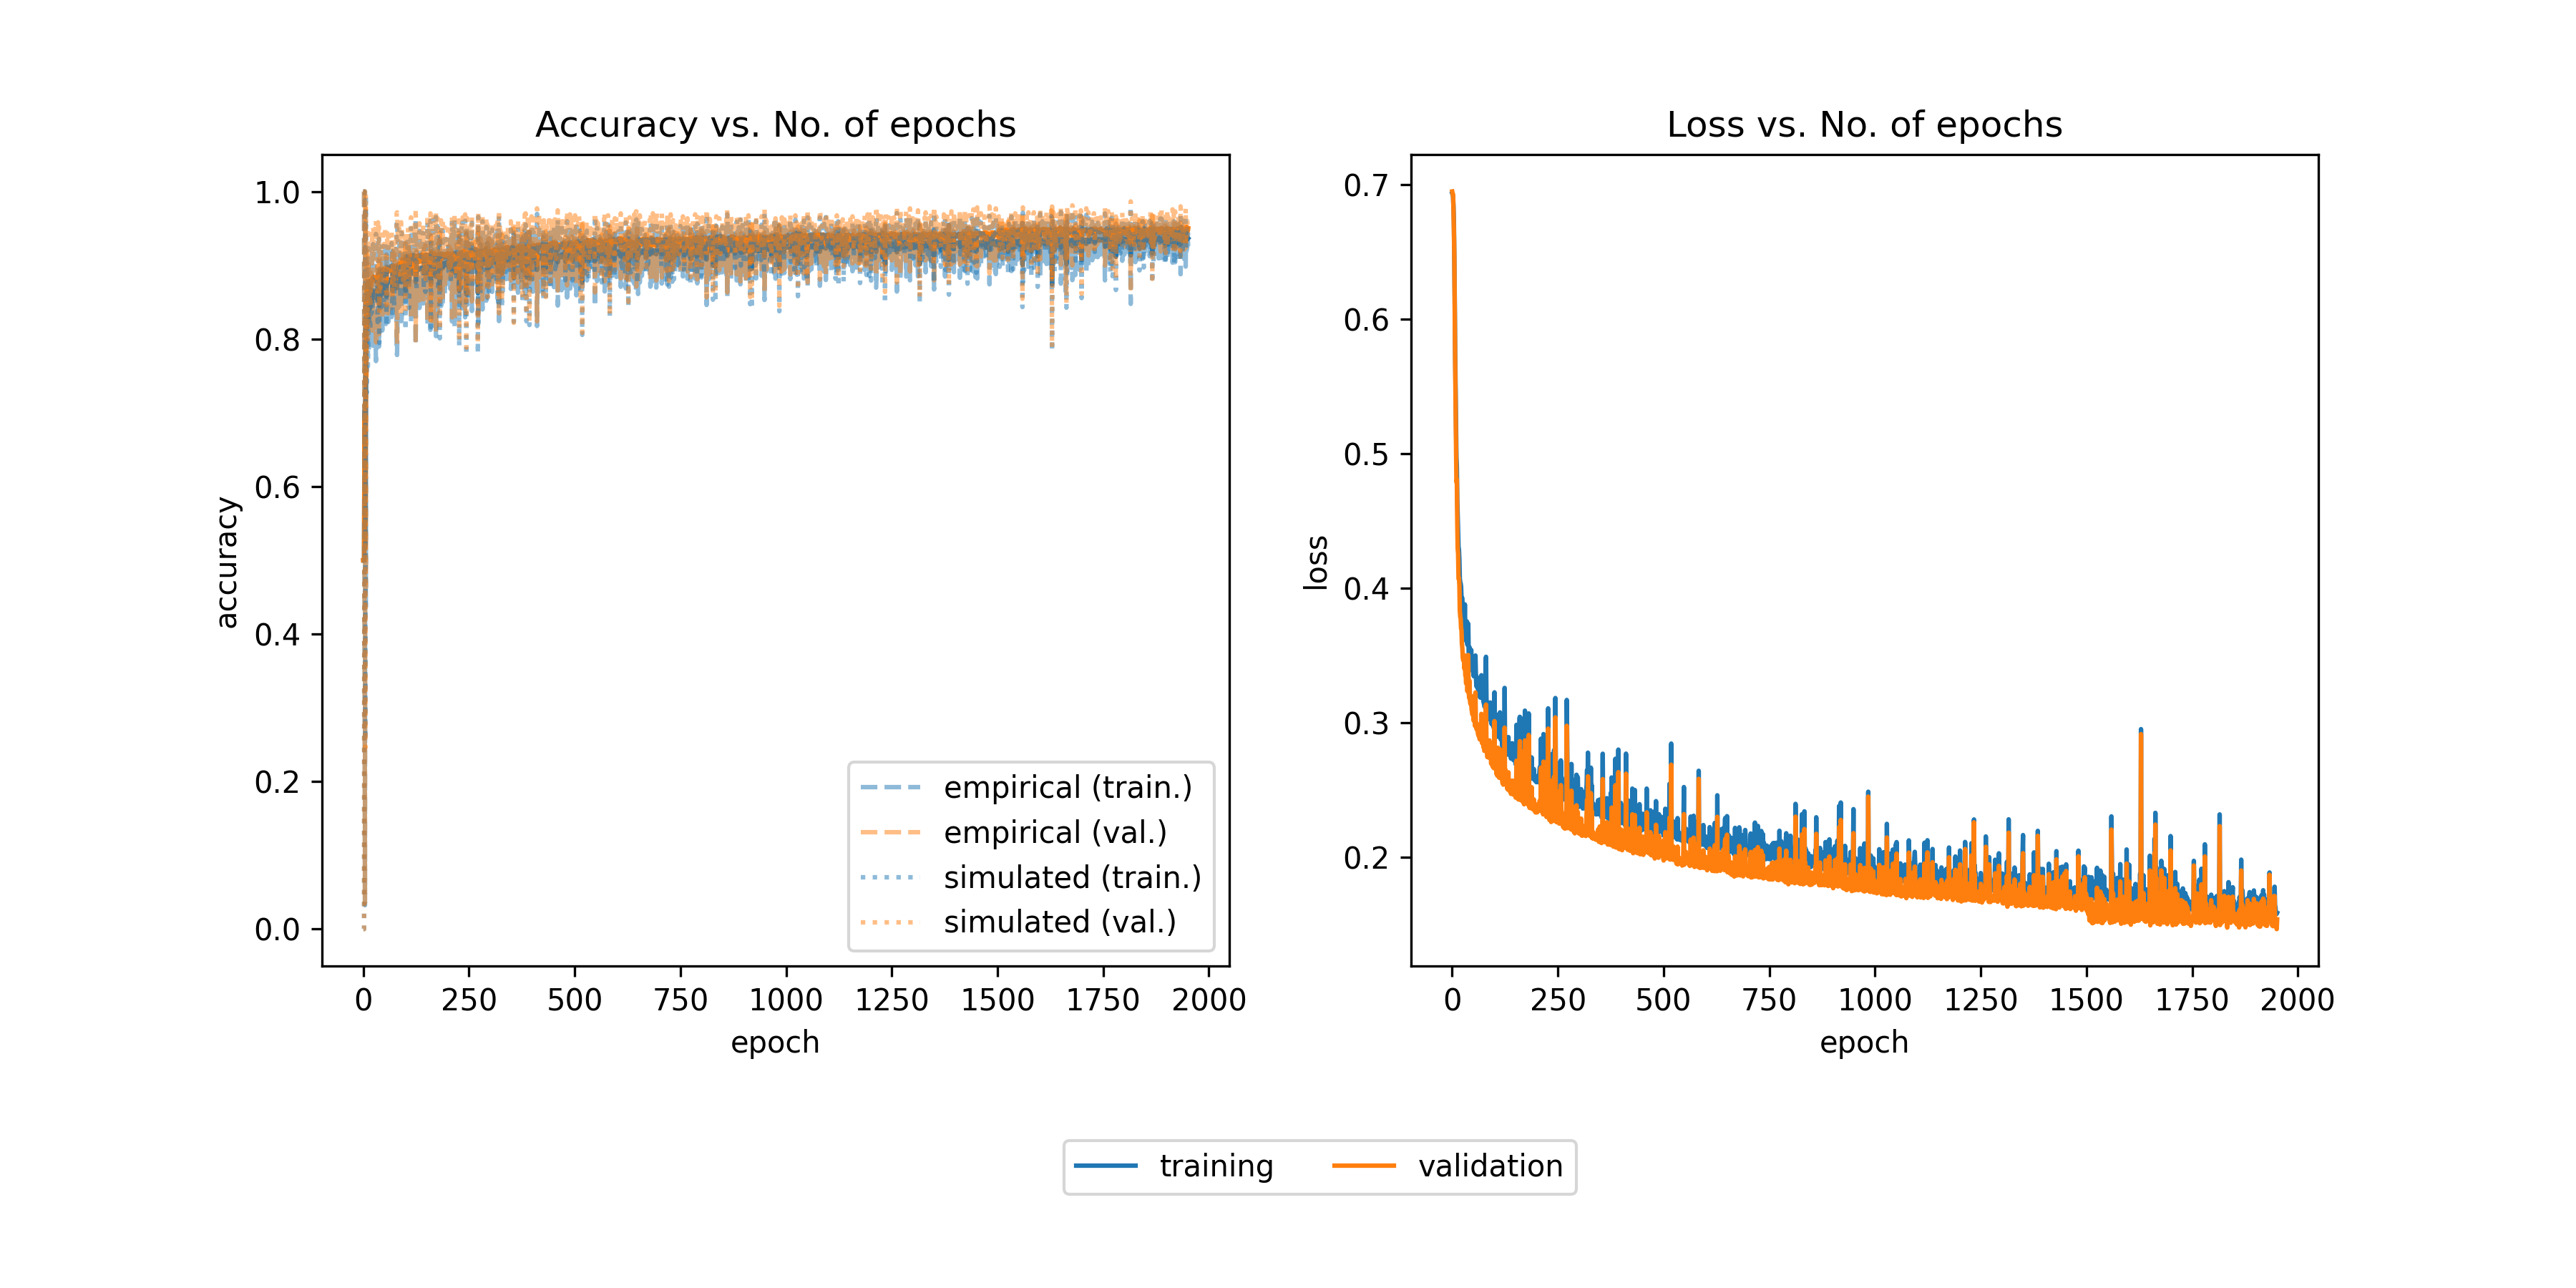 Accuracy vs. No. of epochs
1.0
0.8
0.6
0.4
0.2
0.0
accuracy
0 250 500 750 1000 1250 1500 1750 2000
epoch
empirical (train.)
empirical (val.)
simulated (train.)
simulated (val.)
Loss vs. No. of epochs
0.7
0.6
0.5
0.4
0.3
0.2
loss
0 250 500 750 1000 1250 1500 1750 2000
epoch
training validation